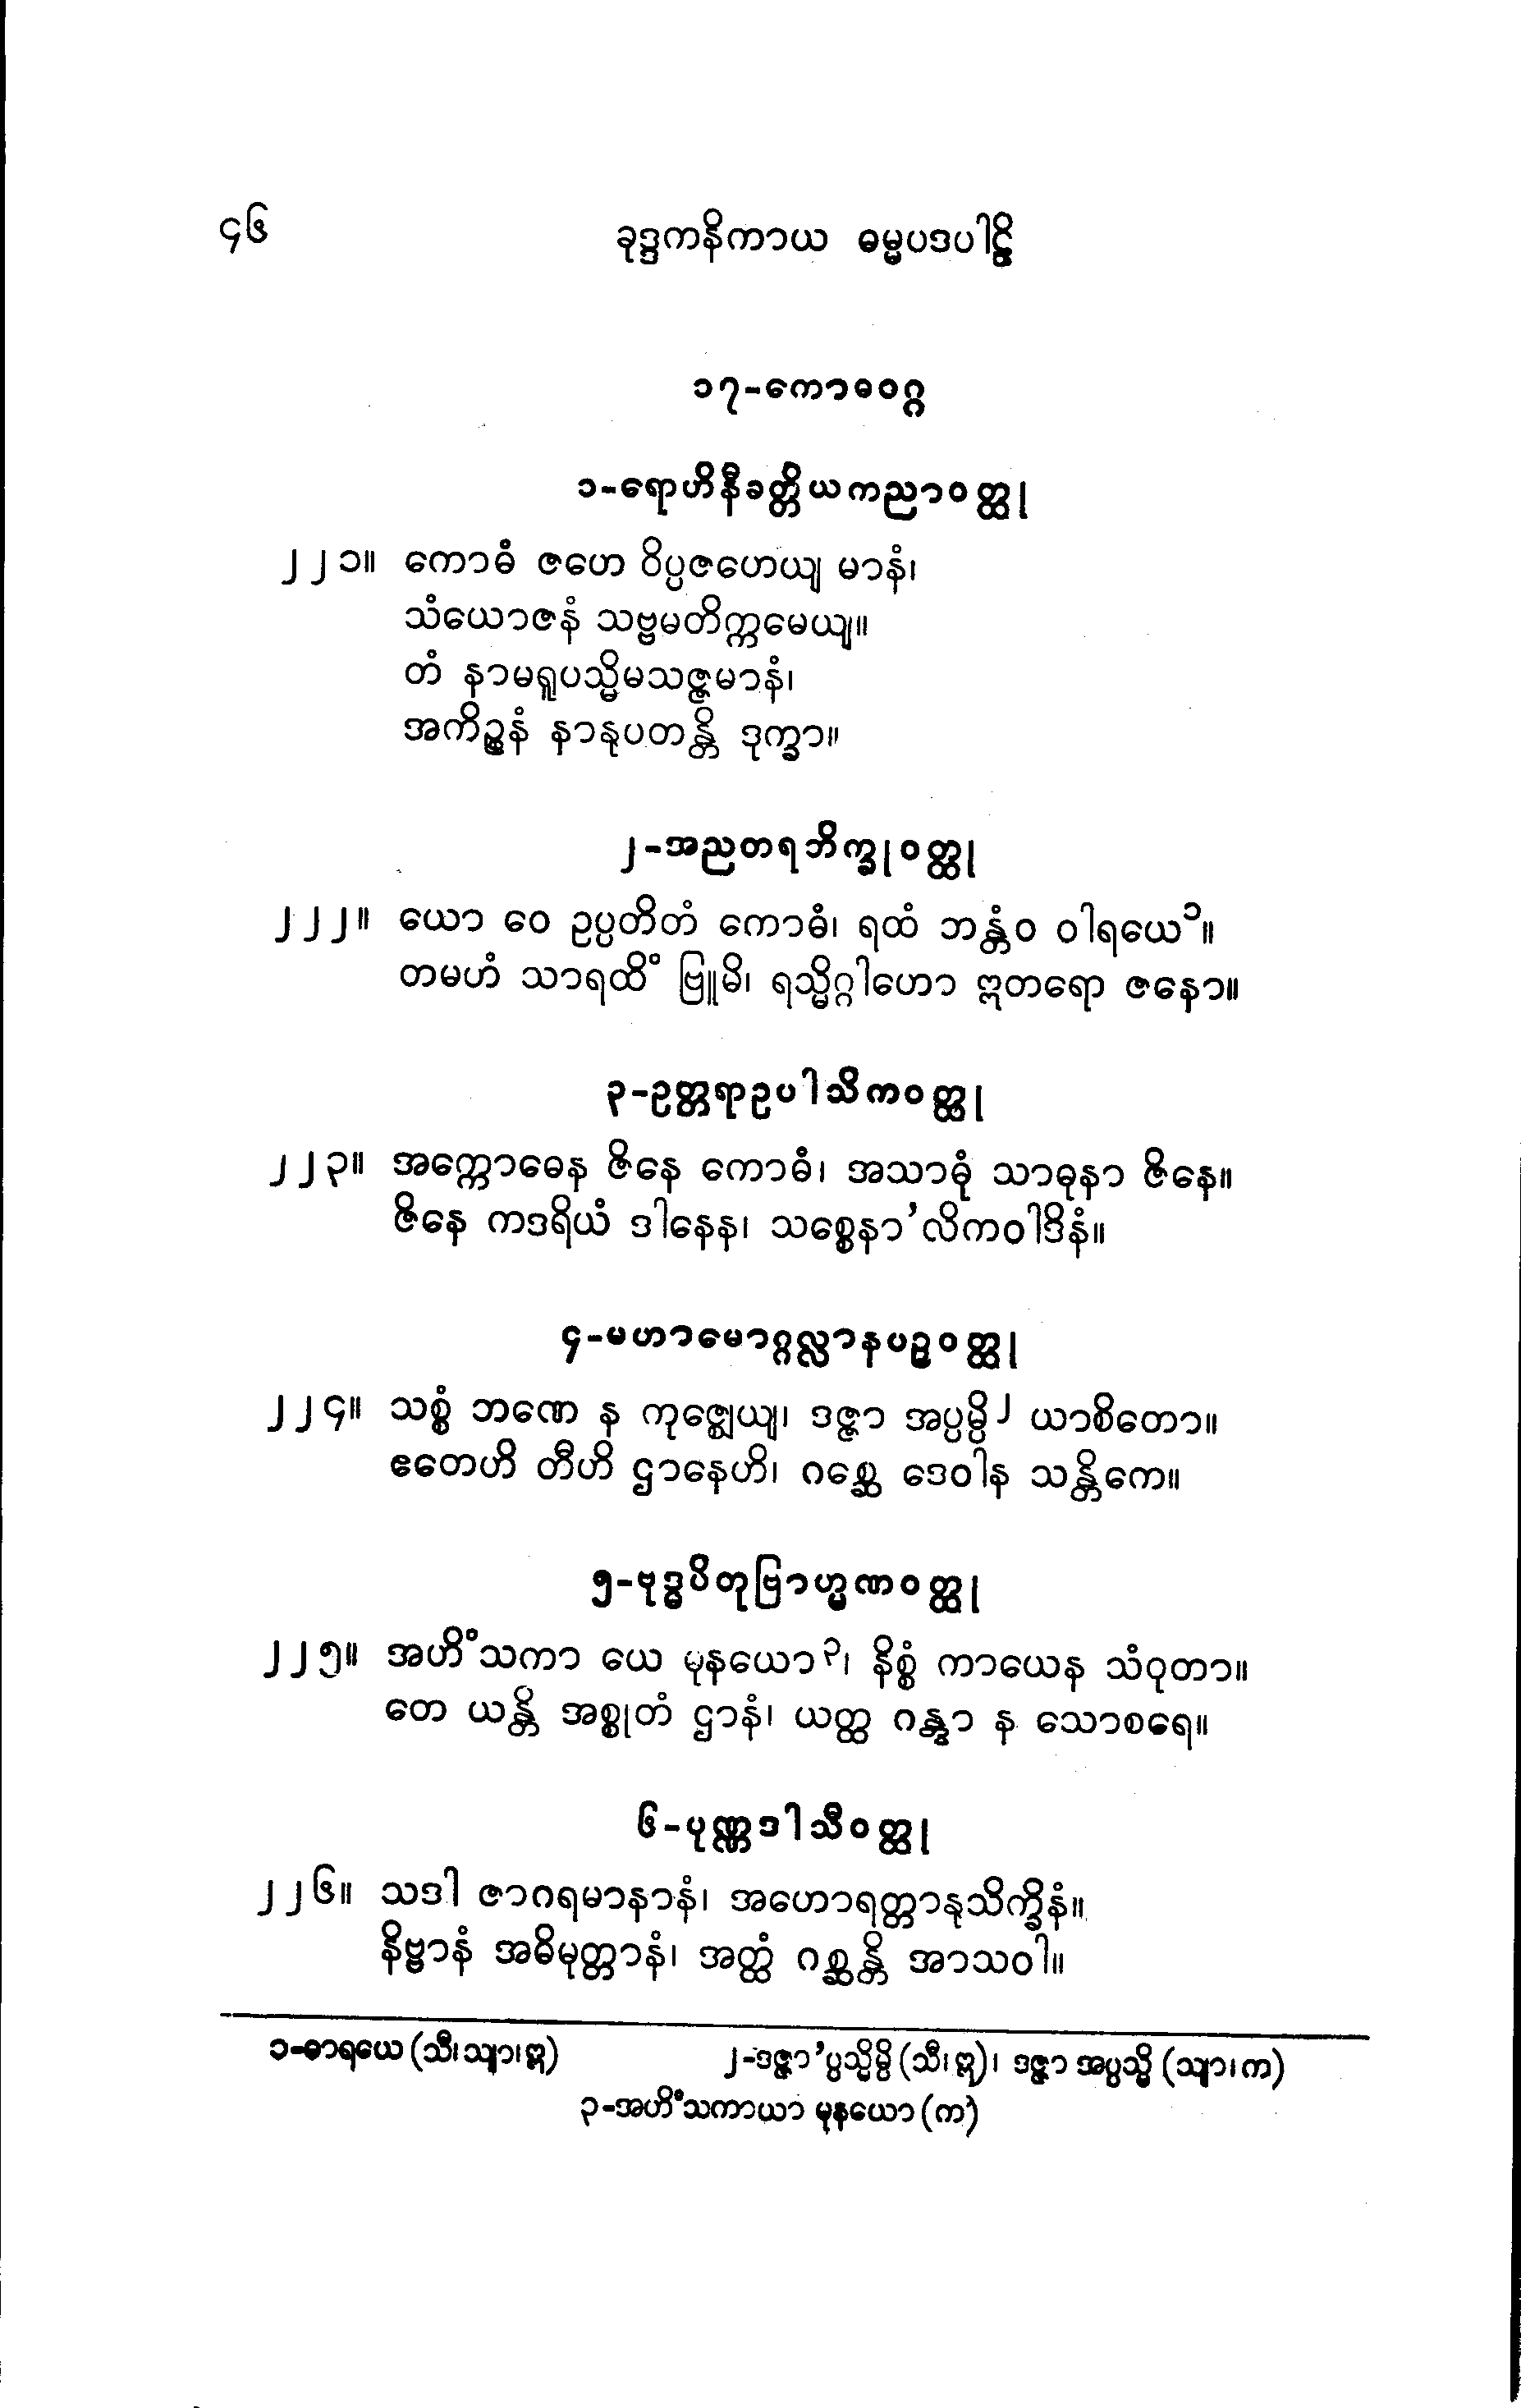 ၄၆ ခုဒ္ဒကနိကာယ ဓမ္မပဒပါဠိ
၁၇-ကောဓဝဂ္ဂ
၁-ရောဟိနီခတ္တိယကညာဝတ္ထု
၂၂၁။ ကောဓံ ဇဟေ ဝိပ္ပဇဟေယျ မာနံ၊
သံယောဇနံ သဗ္ဗမတိက္ကမေယျ။
တံ နာမရူပသ္မိမသဇ္ဇမာနံ၊
အကိဉ္စနံ နာနုပတန္တိ ဒုက္ခာ။
၂-အညတရဘိက္ခုဝတ္ထု
၂၂၂။ ယော ဝေ ဥပ္ပတိတံ ကောဓံ၊ ရထံ ဘန္တံဝ ဝါရယေ၁။
တမဟံ သာရထိံ ဗြူမိ၊ ရသ္မိဂ္ဂါဟော ဣတရော ဇနော။
၃-ဥတ္တရာဥပါသိကဝတ္ထု
၂၂၃။ အက္ကောဓေန ဇိနေ ကောဓံ၊ အသာဓုံ သာဓုနာ ဇိနေ။
ဇိနေ ကဒရိယံ ဒါနေန၊ သစ္စေနာ’လိကဝါဒိနံ။
၄-မဟာမောဂ္ဂလ္လာနပဉှဝတ္ထု
၂၂၄။ သစ္စံ ဘဏေ န ကုဇ္ဈေယျ၊ ဒဇ္ဇာ အပ္ပမ္ပိ၂ ယာစိတော။
ဧတေဟိ တီဟိ ဌာနေဟိ၊ ဂစ္ဆေ ဒေဝါန သန္တိကေ။
၅-ဗုဒ္ဓပိတုဗြာဟ္မဏဝတ္ထု
၂၂၅။ အဟိံသကာ ယေ မုနယော၃၊ နိစ္စံ ကာယေန သံဝုတာ။
တေ ယန္တိ အစ္စုတံ ဌာနံ၊ ယတ္ထ ဂန္တွာ န သောစရေ။
၆-ပုဏ္ဏဒါသီဝတ္ထု
၂၂၆။ သဒါ ဇာဂရမာနာနံ၊ အဟောရတ္တာနုသိက္ခိနံ။
နိဗ္ဗာနံ အဓိမုတ္တာနံ၊ အတ္ထံ ဂစ္ဆန္တိ အာသဝါ။
၁-ဓာရယေ (သီ၊သျာ၊ဣ) ၂-ဒဇ္ဇာ’ပ္ပသ္မိမ္ပိ (သီ၊ဣ)၊ ဒဇ္ဇာ အပ္ပသ္မိ (သျာ၊က)
၃-အဟိံသကာယာ မုနယော (က)